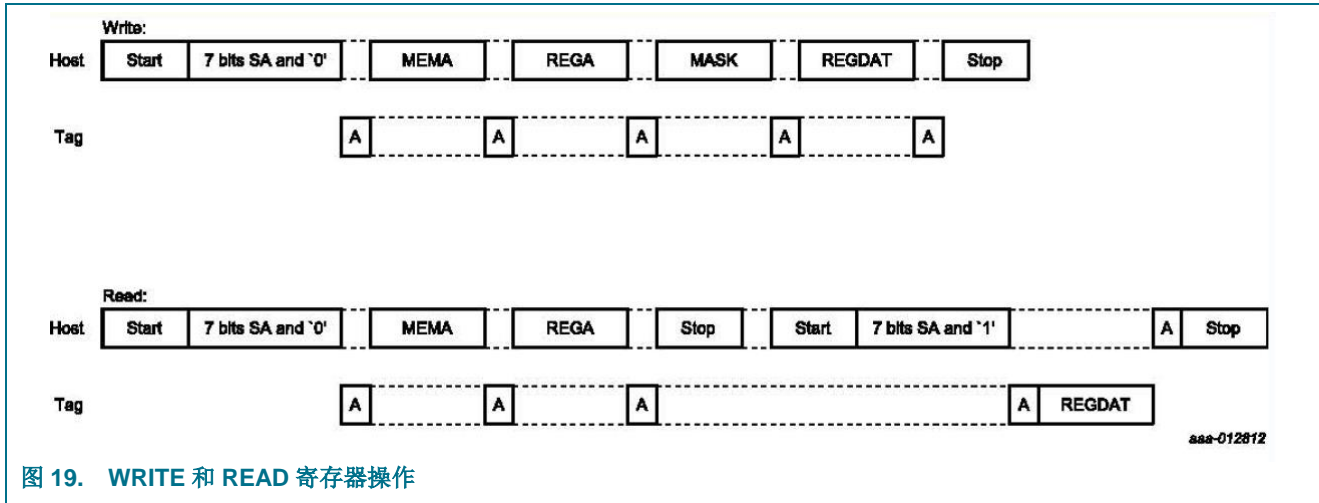 Write:
Host Start 7 bits SA and `0' MEMA REGA MASK REGDAT Stop
Tag A A A A A
Read:
Host Start 7 bits SA and `0' MEMA REGA Stop Start 7 bits SA and `1' A Stop
Tag A A A A REGDAT
aaa-012812
图 19. WRITE 和 READ 寄存器操作